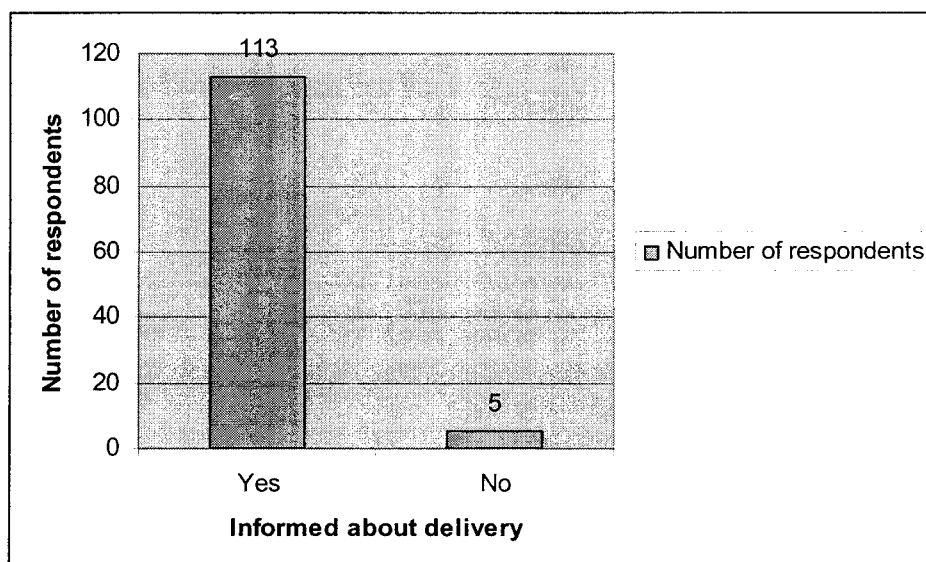 120
100
80
60
40
20
0
Number of respondents
113
5
Yes
No
Informed about delivery
Number of respondents